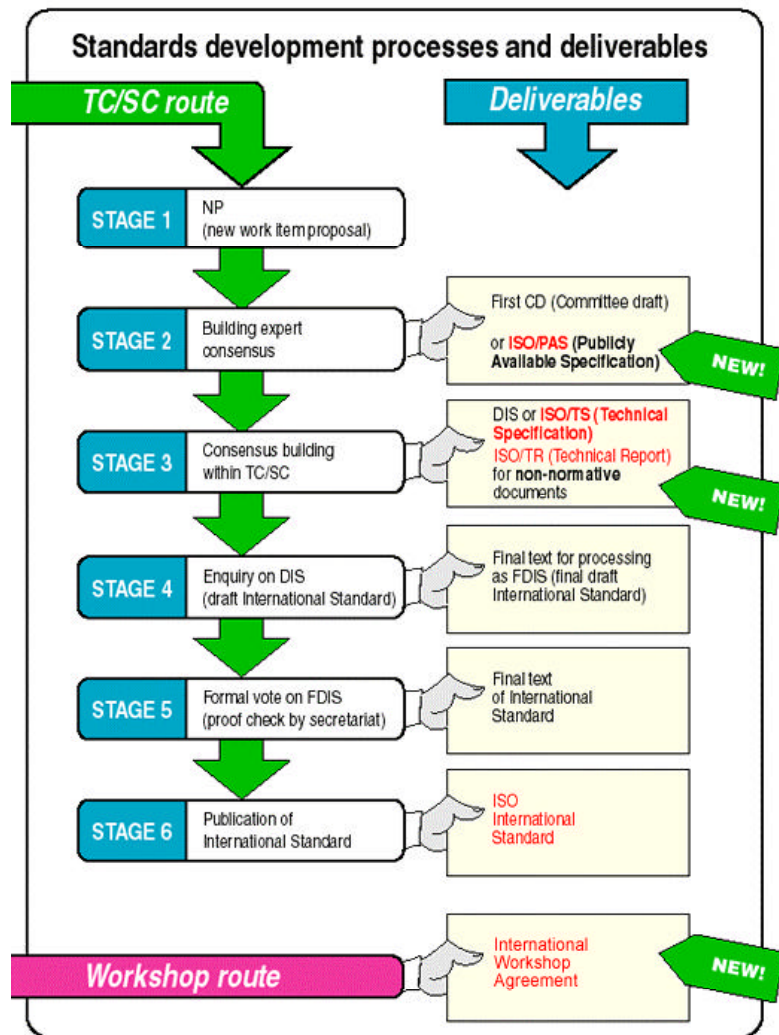 Standards development processes and deliverables
TC/SC route
Deliverables
STAGE 1
NP
(new work item proposal)
STAGE 2
Building expert
consensus
First CD (Committee draft)
or ISO/PAS (Publicly
Available Specification)
NEW!
STAGE 3
Consensus building
within TC/SC
DIS or ISO/TS (Technical
Specification)
ISO/TR (Technical Report)
for non-normative
documents
NEW!
STAGE 4
Enquiry on DIS
(draft International Standard)
Final text for processing
as FDIS (final draft
International Standard)
STAGE 5
Formal vote on FDIS
(proof check by secretariat)
Final text
of International
Standard
STAGE 6
Publication of
International Standard
ISO
International
Standard
Workshop route
International
Workshop
Agreement
NEW!